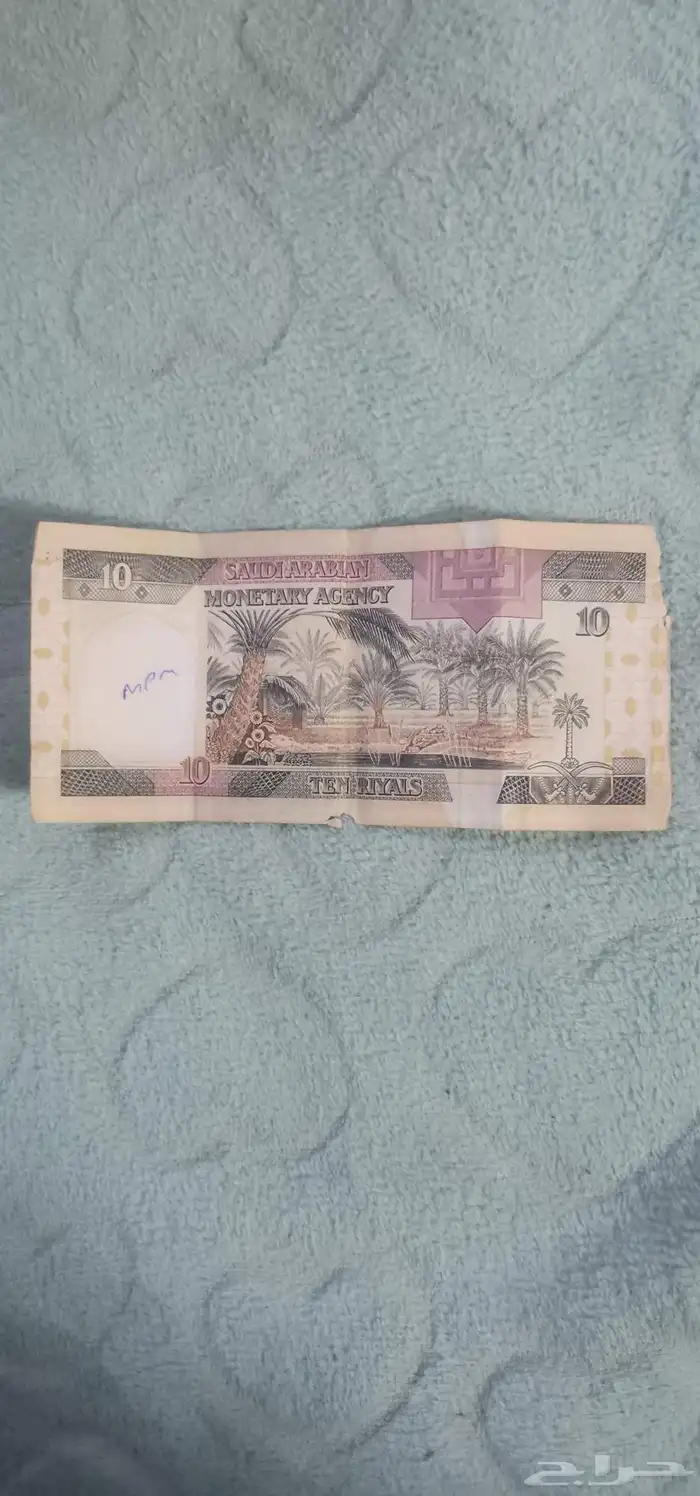 10
SAUDI ARABIAN
MONETARY AGENCY
10
MPM
10
TEN RIYALS
حراج